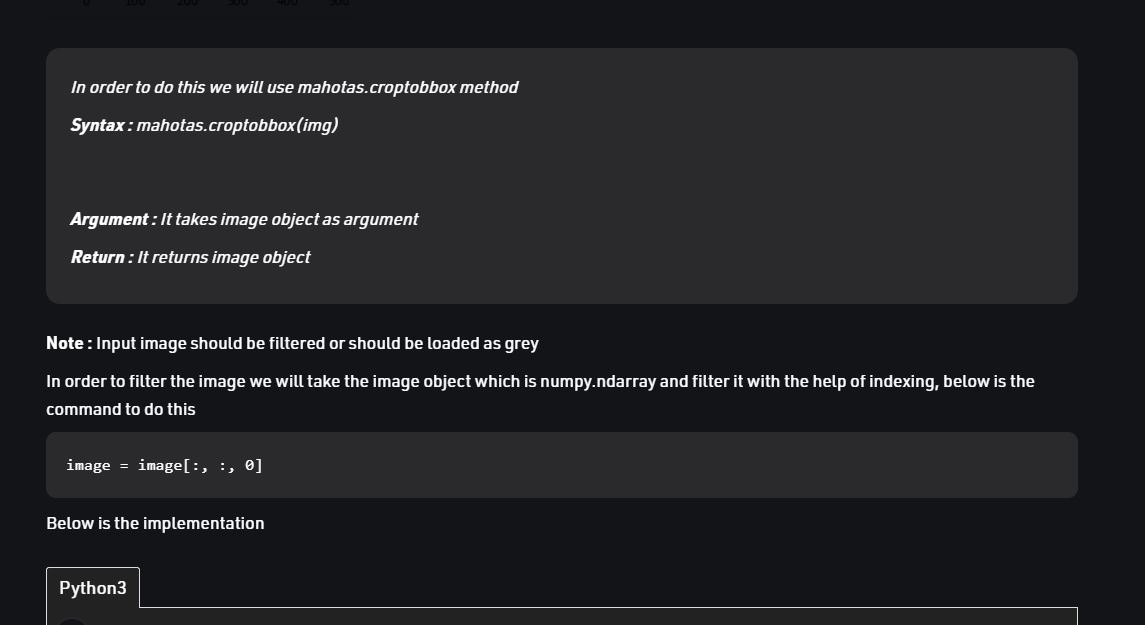 0 100 200 300 400 500
In order to do this we will use mahotas.croptobbox method
Syntax : mahotas.croptobbox(img)
Argument : It takes image object as argument
Return : It returns image object
Note : Input image should be filtered or should be loaded as grey
In order to filter the image we will take the image object which is numpy.ndarray and filter it with the help of indexing, below is the
command to do this
image = image[:, :, 0]
Below is the implementation
Python3